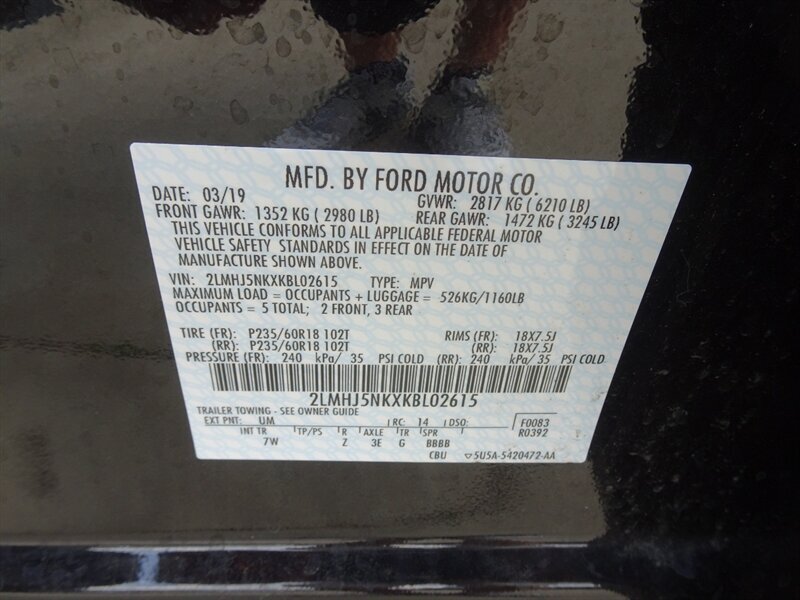 MFD. BY FORD MOTOR CO.
DATE: 03/19 GVWR: 2817 KG ( 6210 LB)
FRONT GAWR: 1352 KG ( 2980 LB) REAR GAWR: 1472 KG ( 3245 LB)
THIS VEHICLE CONFORMS TO ALL APPLICABLE FEDERAL MOTOR
VEHICLE SAFETY STANDARDS IN EFFECT ON THE DATE OF
MANUFACTURE SHOWN ABOVE.
VIN: 2LMHJ5NKXKBL02615 TYPE: MPV
MAXIMUM LOAD = OCCUPANTS + LUGGAGE = 526KG/1160LB
OCCUPANTS = 5 TOTAL; 2 FRONT, 3 REAR
TIRE (FR): P235/60R18 102T RIMS (FR): 18X7.5J
(RR): P235/60R18 102T (RR): 18X7.5J
PRESSURE (FR): 240 kPa/ 35 PSI COLD (RR): 240 kPa/35 PSI COLD
2LMHJ5NKXKBL02615
TRAILER TOWING - SEE OWNER GUIDE
EXT PNT: UM RC: 14 DSO: F0083
INT TR TP/PS R AXLE TR SPR R0392
7W Z 3E G BBBB
CBU ▽5U5A-5420472-AA